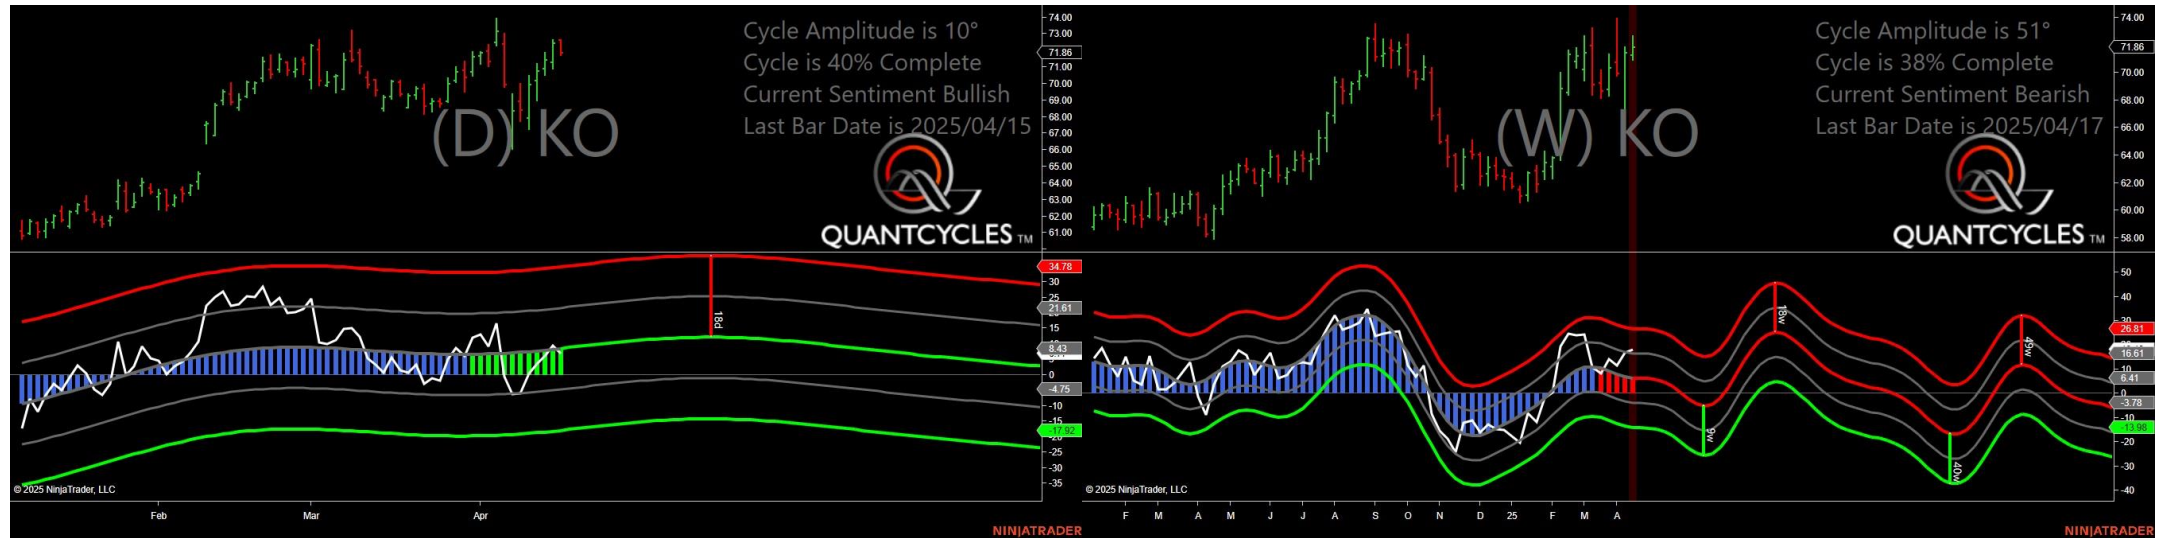 Cycle Amplitude is 10°
Cycle is 40% Complete
Current Sentiment Bullish
Last Bar Date is 2025/04/15
(D) KO
QUANTCYCLES TM
74.00
73.00
71.86
71.00
70.00
69.00
68.00
67.00
66.00
65.00
64.00
63.00
62.00
61.00
18d
34.78
30
25
21.61
15
8.43
0
-4.75
-10
-17.92
-25
-30
-35
© 2025 NinjaTrader, LLC
Feb Mar Apr
NINJATRADER
Cycle Amplitude is 51°
Cycle is 38% Complete
Current Sentiment Bearish
Last Bar Date is 2025/04/17
(W) KO
QUANTCYCLES TM
74.00
71.86
70.00
68.00
66.00
64.00
62.00
60.00
58.00
9w
18w
40w
49w
50
40
30
26.81
16.61
10
6.41
0
-3.78
-10
-13.98
-20
-30
-40
© 2025 NinjaTrader, LLC
F M A M J J A S O N D 25 F M A
NINJATRADER